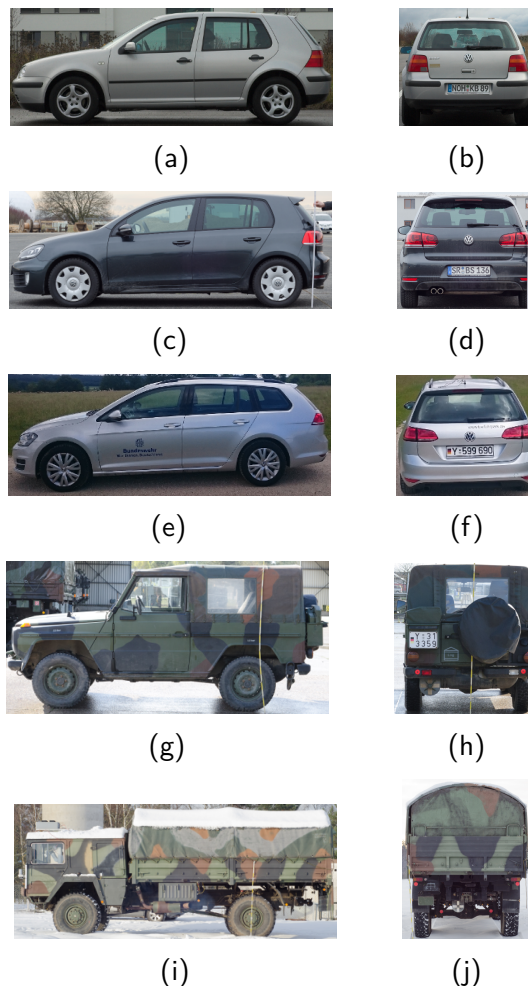 (a)
NOH KB 89
(b)
(c)
SR BS 136
(d)
Bundeswehr
(e)
Y-599 690
(f)
(g)
Y-31
3359
(h)
(i)
(j)